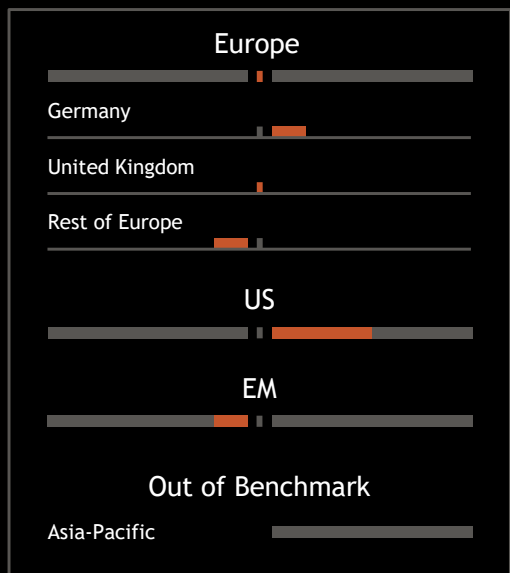 Europe
Germany
United Kingdom
Rest of Europe
US
EM
Out of Benchmark
Asia-Pacific